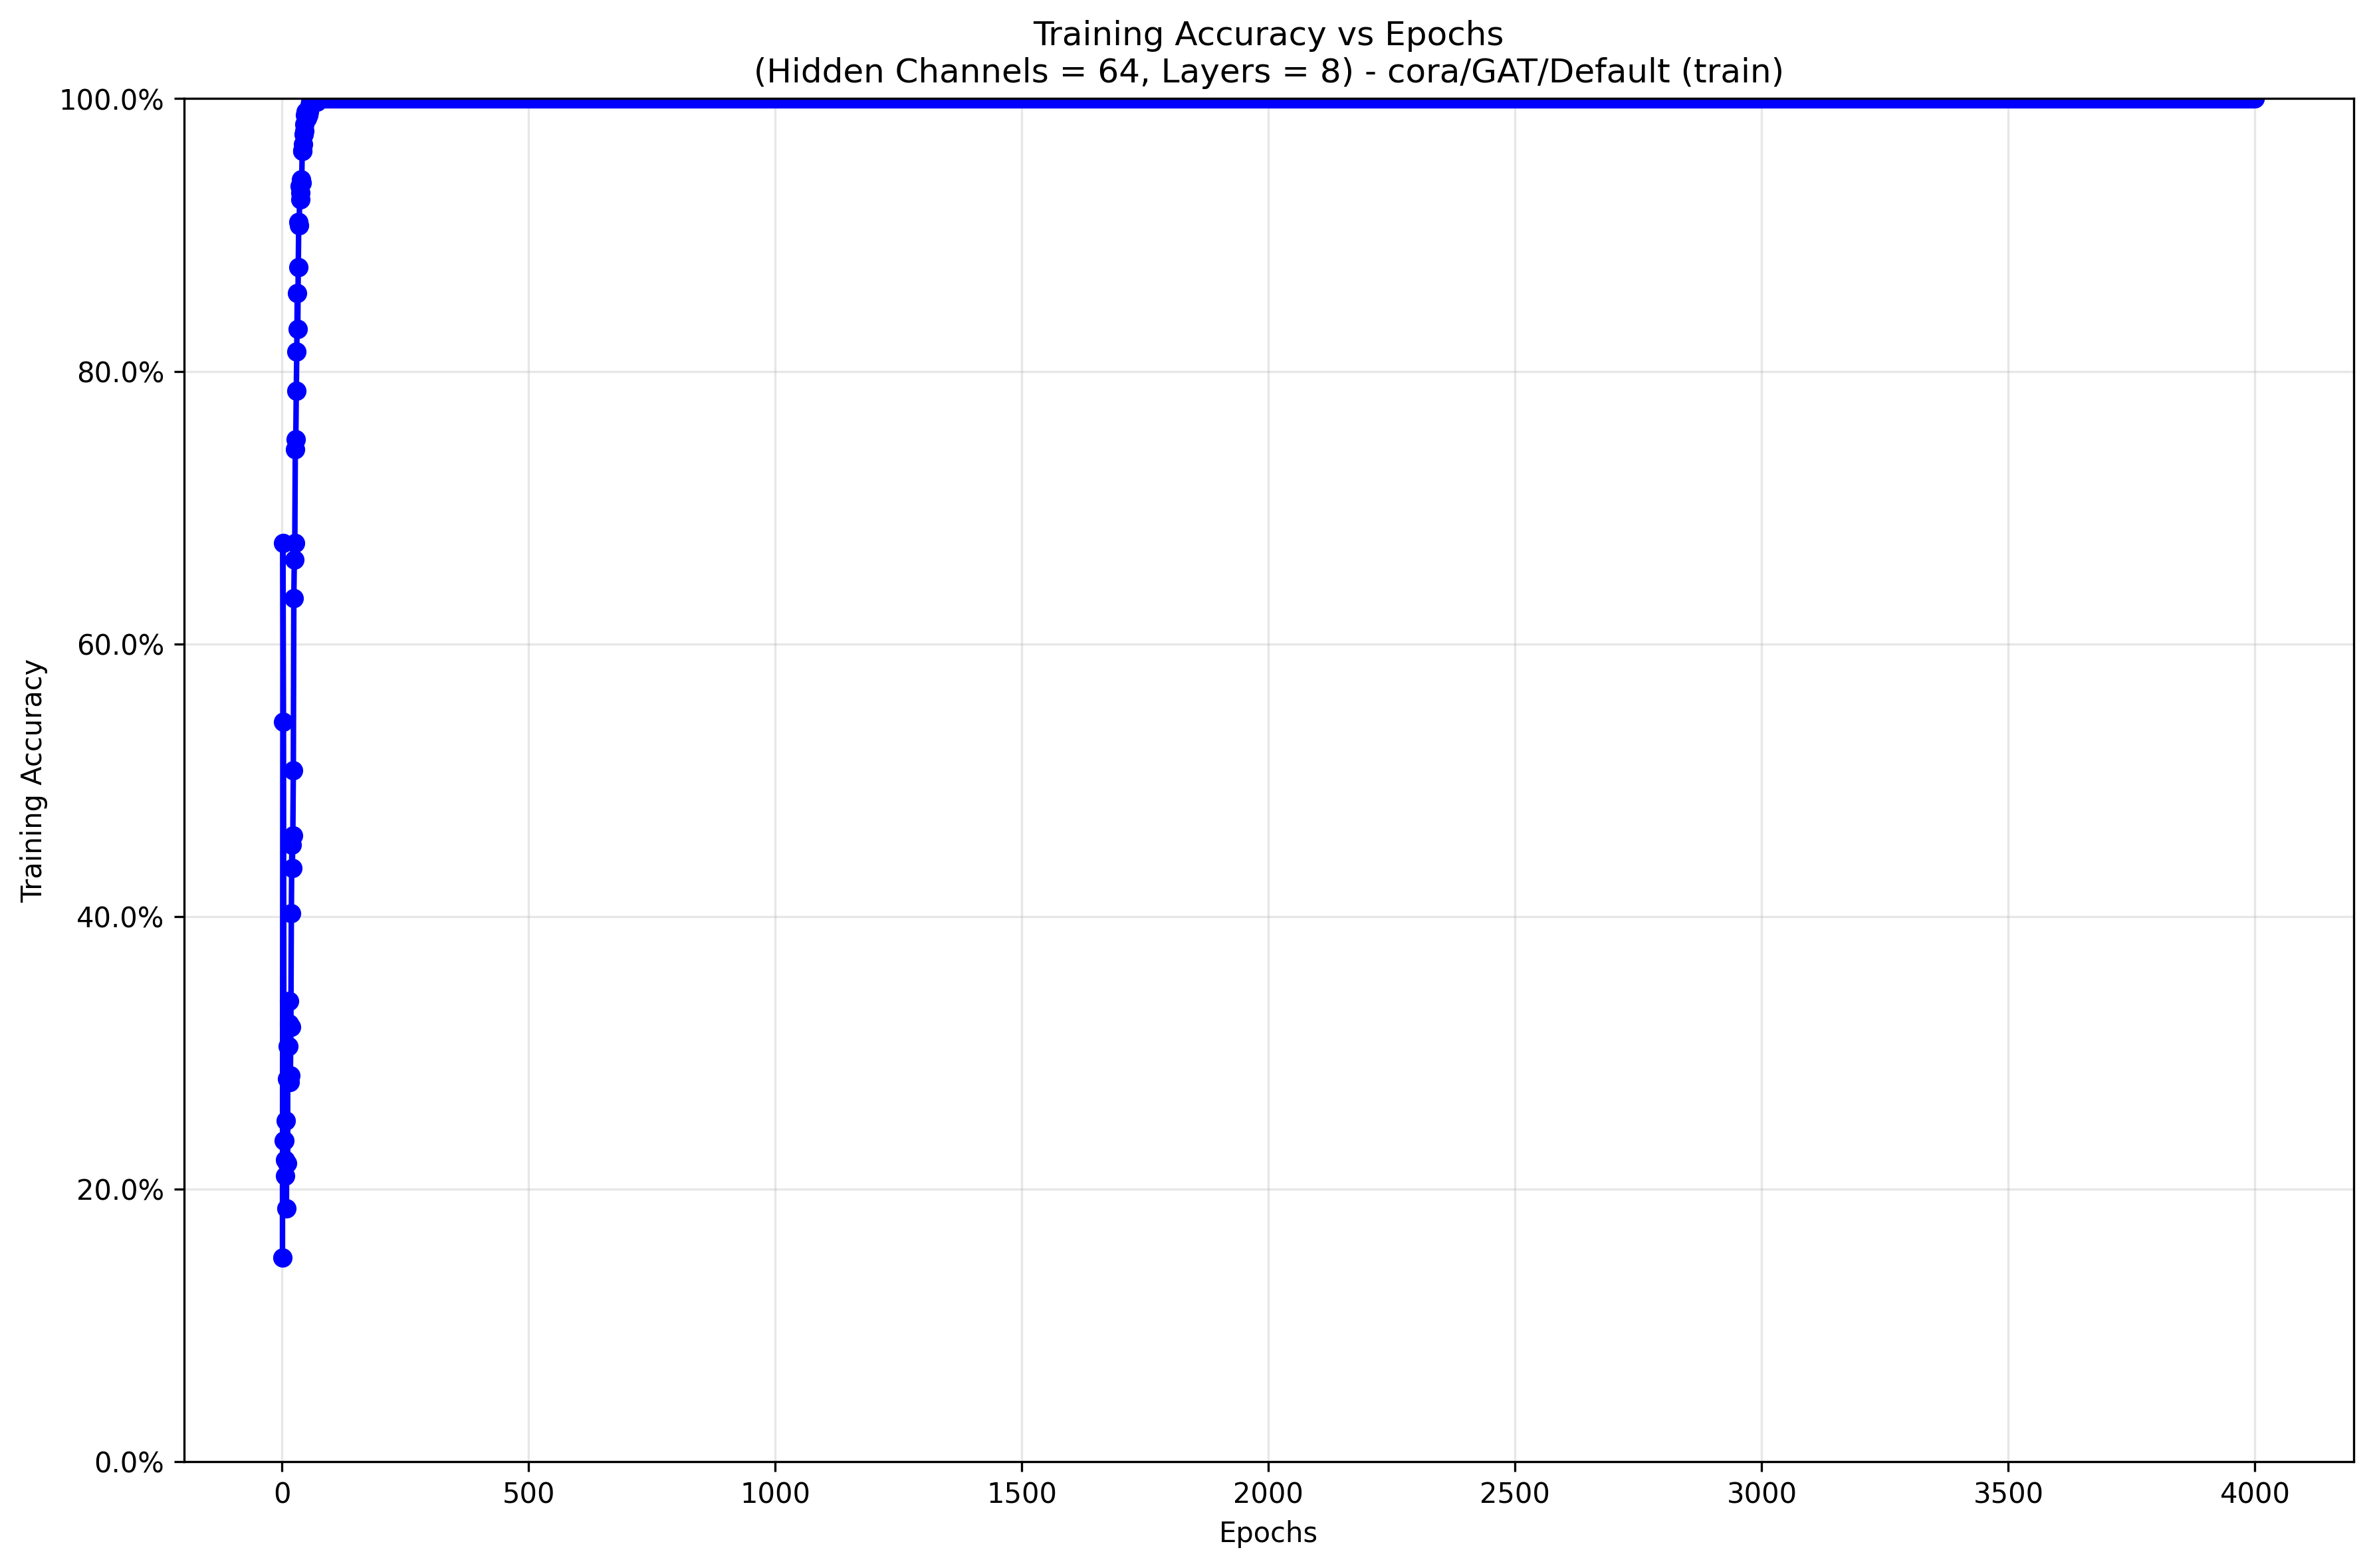 Training Accuracy vs Epochs
(Hidden Channels = 64, Layers = 8) - cora/GAT/Default (train)
100.0%
80.0%
60.0%
40.0%
20.0%
0.0%
Training Accuracy
0 500 1000 1500 2000 2500 3000 3500 4000
Epochs